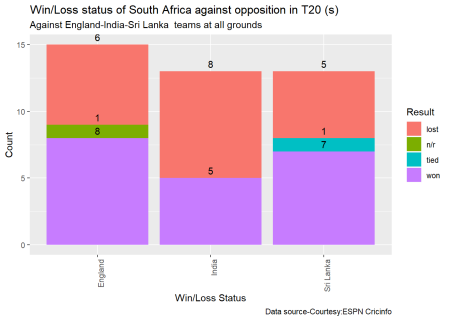 Win/Loss status of South Africa against opposition in T20 (s)
Against England-India-Sri Lanka  teams at all grounds
Count
15
10
5
0
6
1
8
8
5
5
1
7
England
India
Sri Lanka
Win/Loss Status
Result
lost
n/r
tied
won
Data source-Courtesy:ESPN Cricinfo